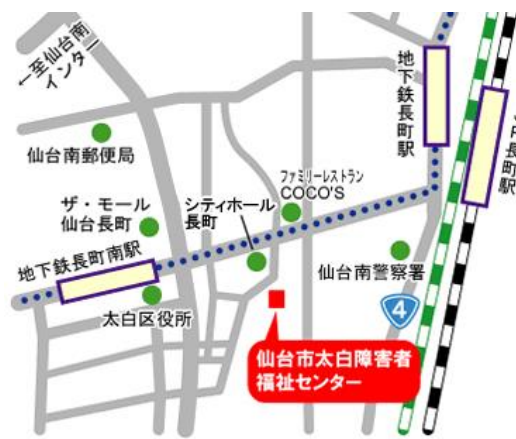 ←至仙台南
インター
地下鉄長町駅
JR長町駅
仙台南郵便局
ファミリーレストラン
COCO'S
ザ・モール
仙台長町
シティホール
長町
地下鉄長町南駅
仙台南警察署
太白区役所
4
仙台市太白障害者
福祉センター